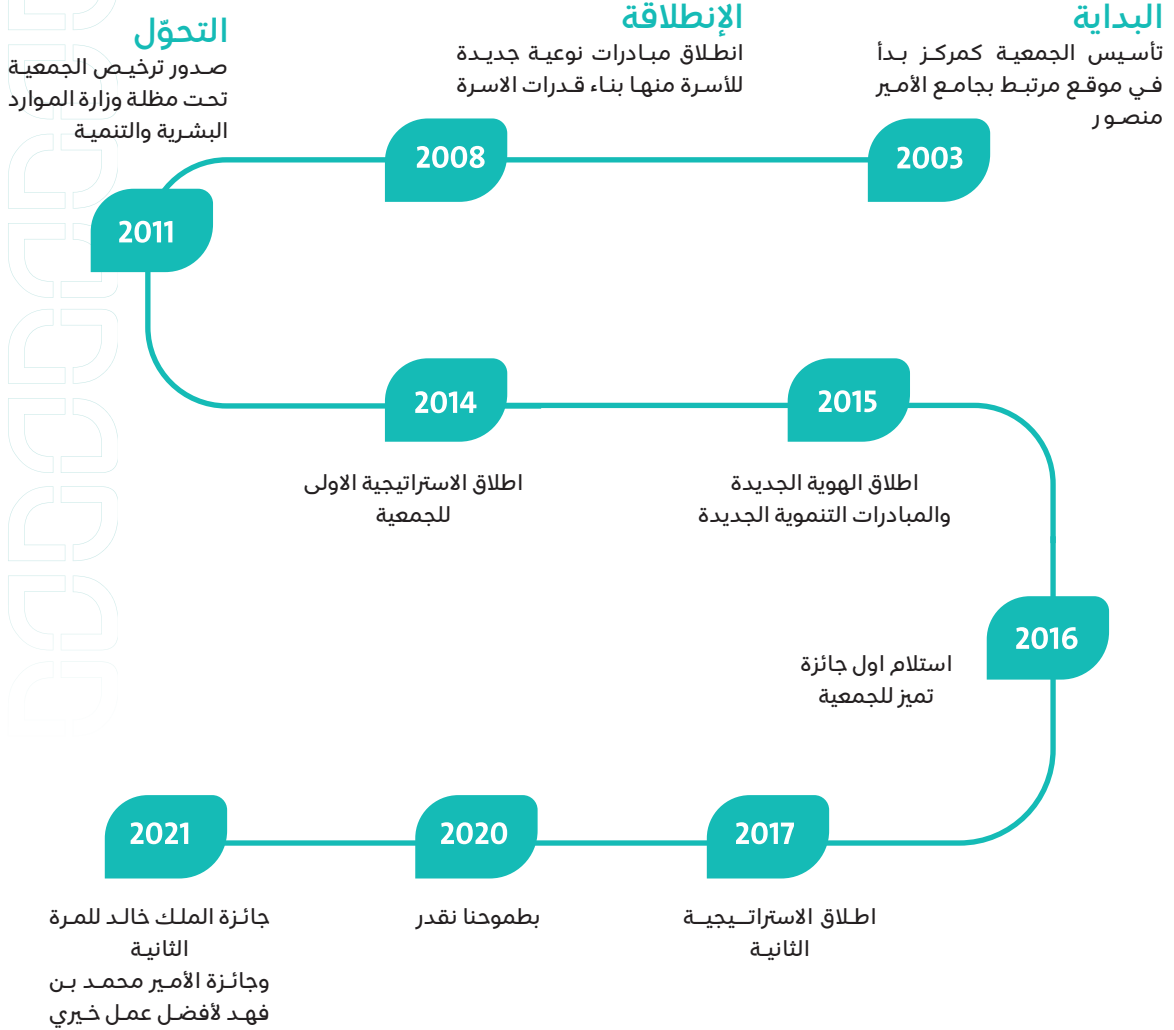 البداية
تأسيس الجمعية كمركز بدأ
في موقع مرتبط بجامع الأمير
منصور
2003
الإنطلاقة
انطلاق مبادرات نوعية جديدة
للأسرة منها بناء قدرات الاسرة
2008
التحوّل
صدور ترخيص الجمعية
تحت مظلة وزارة الموارد
البشرية والتنمية
2011
2014
اطلاق الاستراتيجية الاولى
للجمعية
2015
اطلاق الهوية الجديدة
والمبادرات التنموية الجديدة
2016
استلام اول جائزة
تميز للجمعية
2017
اطلاق الاستراتيجية
الثانية
2020
بطموحنا نقدر
2021
جائزة الملك خالد للمرة
الثانية
وجائزة الأمير محمد بن
فهد لأفضل عمل خيري